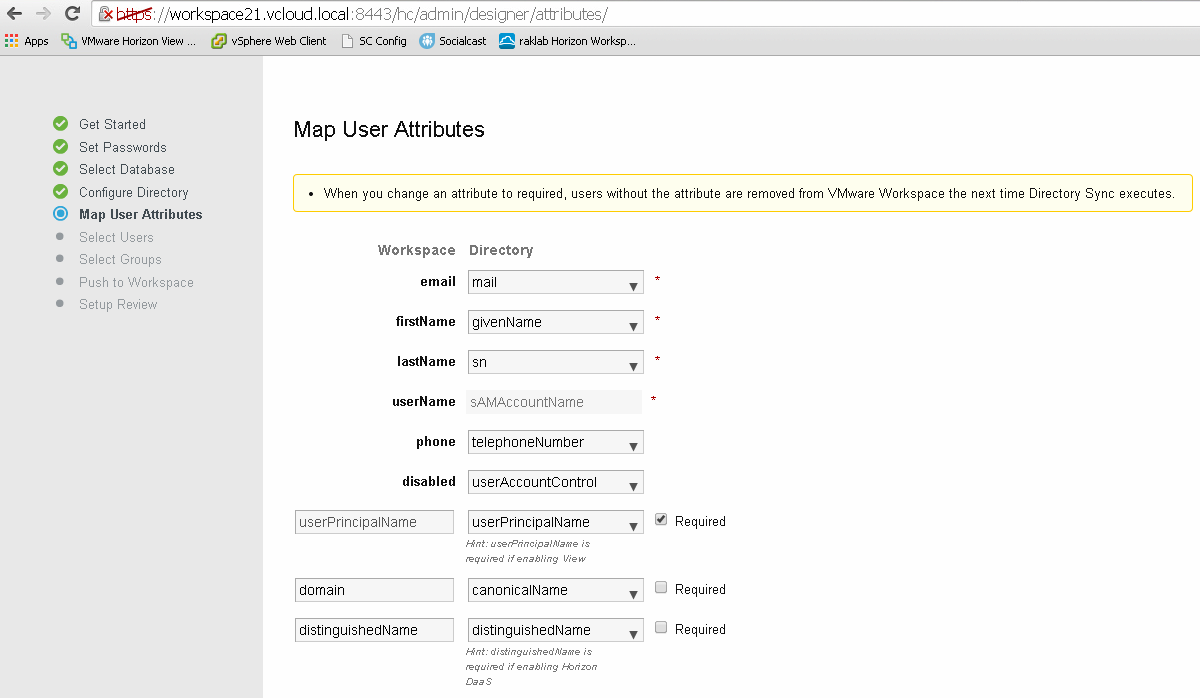 https://workspace21.vcloud.local:8443/hc/admin/designer/attributes/
Apps VMware Horizon View ... vSphere Web Client SC Config Socialcast raklab Horizon Worksp...
Get Started
Set Passwords
Select Database
Configure Directory
Map User Attributes
Select Users
Select Groups
Push to Workspace
Setup Review
Map User Attributes
• When you change an attribute to required, users without the attribute are removed from VMware Workspace the next time Directory Sync executes.
Workspace Directory
email mail *
firstName givenName *
lastName sn *
userName sAMAccountName *
phone telephoneNumber
disabled userAccountControl
userPrincipalName userPrincipalName Required
Hint: userPrincipalName is
required if enabling View
domain canonicalName Required
distinguishedName distinguishedName Required
Hint: distinguishedName is
required if enabling Horizon
DaaS